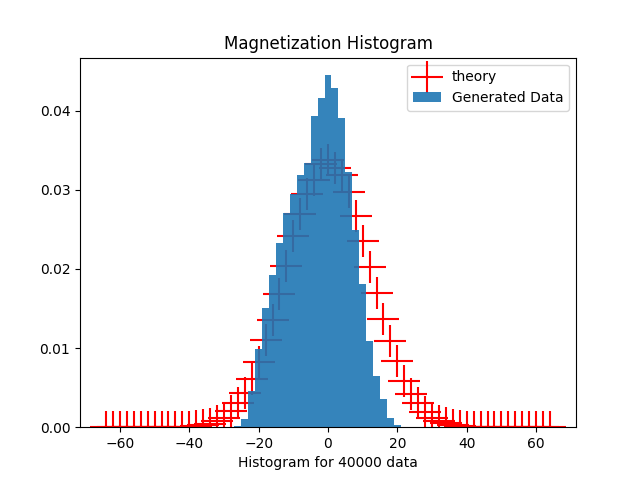 Magnetization Histogram
theory
Generated Data
0.04
0.03
0.02
0.01
0.00
−60 −40 −20 0 20 40 60
Histogram for 40000 data